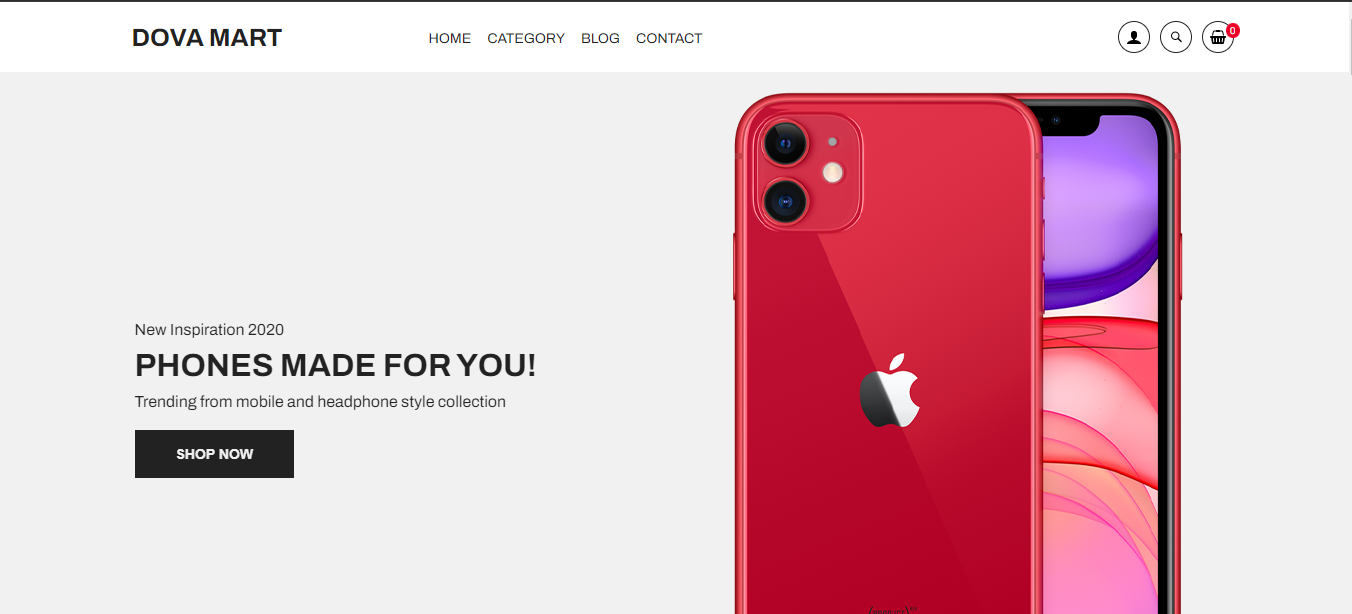 DOVA MART
HOME CATEGORY BLOG CONTACT
0
New Inspiration 2020
PHONES MADE FOR YOU!
Trending from mobile and headphone style collection
SHOP NOW